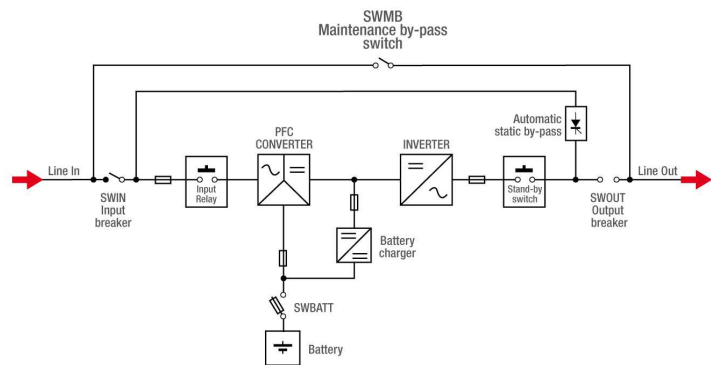 SWMB
Maintenance by-pass
switch
Automatic
static by-pass
PFC
CONVERTER
INVERTER
Line In
Line Out
SWIN
Input
breaker
Input
Relay
Stand-by
switch
SWOUT
Output
breaker
Battery
charger
SWBATT
Battery